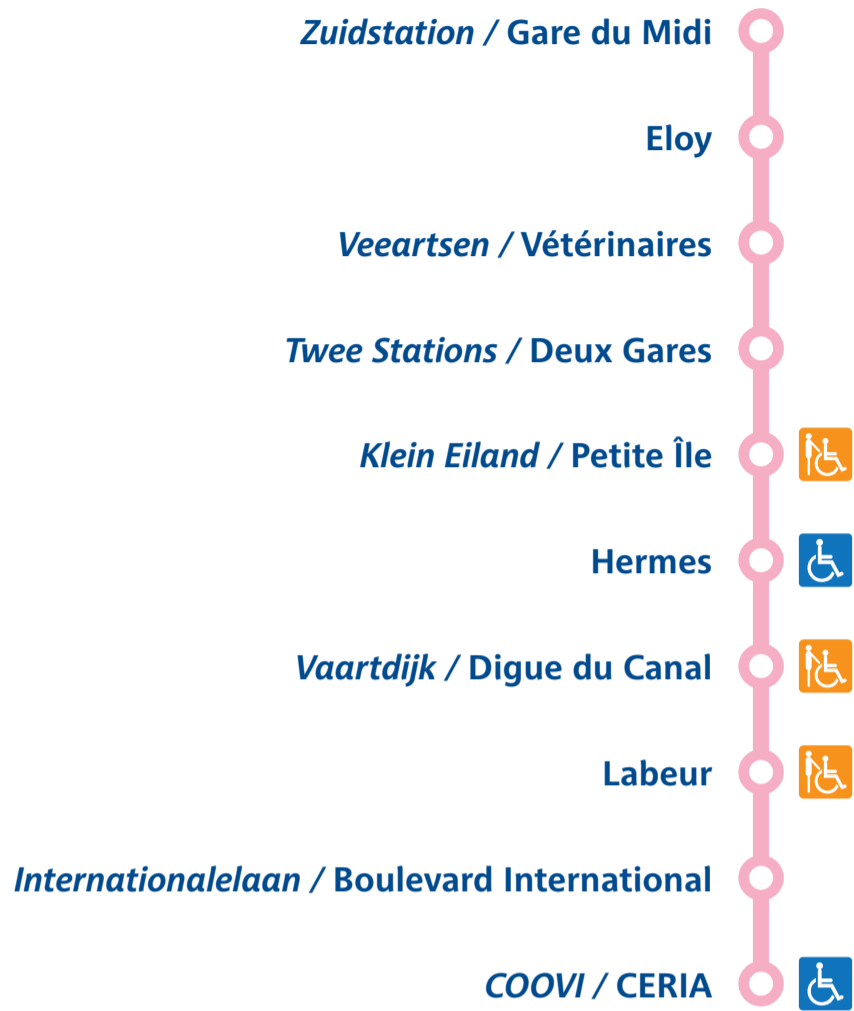 Zuidstation / Gare du Midi
Eloy
Veeartsen / Vétérinaires
Twee Stations / Deux Gares
Klein Eiland / Petite Île
Hermes
Vaartdijk / Digue du Canal
Labeur
Internationalelaan / Boulevard International
COOVI / CERIA